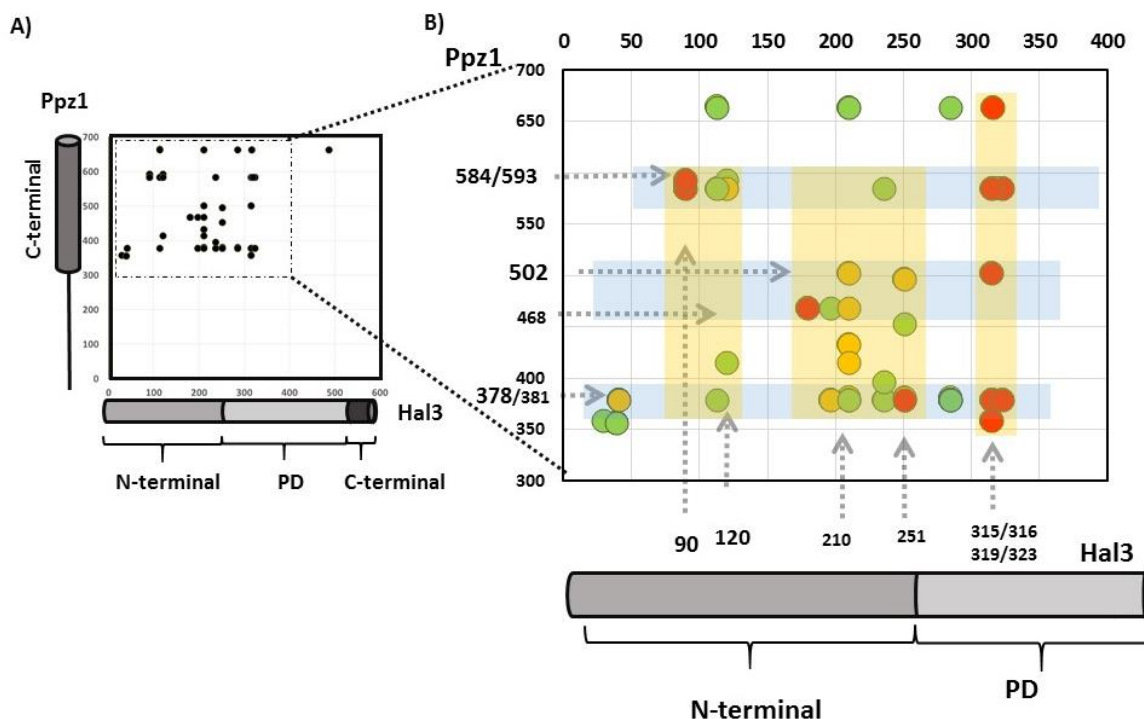 A)
Ppz1
C-terminal
700
600
500
400
300
200
100
0
0 100 200 300 400 500 600
Hal3
N-terminal PD C-terminal
B)
0 50 100 150 200 250 300 350 400
Ppz1
700
650
584/593
550
502
468
400
378/381
350
300
90 120 210 251 315/316
319/323
Hal3
N-terminal PD